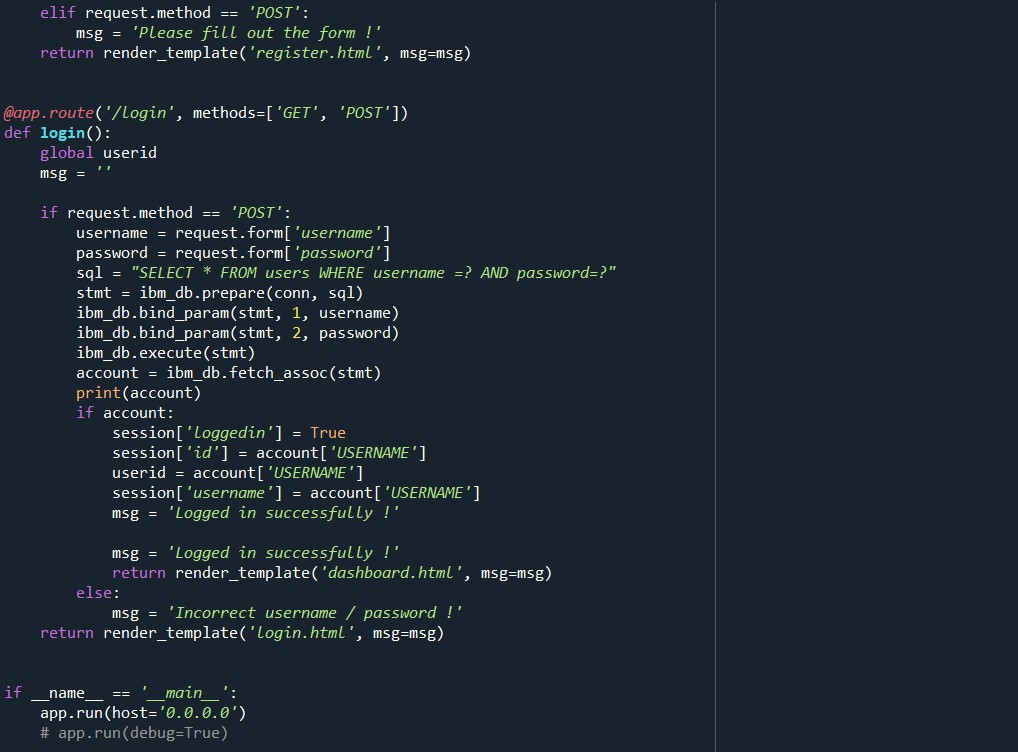 elif request.method == 'POST':
        msg = 'Please fill out the form !'
    return render_template('register.html', msg=msg)
@app.route('/login', methods=['GET', 'POST'])
def login():
    global userid
    msg = ''
    if request.method == 'POST':
        username = request.form['username']
        password = request.form['password']
        sql = "SELECT * FROM users WHERE username =? AND password=?"
        stmt = ibm_db.prepare(conn, sql)
        ibm_db.bind_param(stmt, 1, username)
        ibm_db.bind_param(stmt, 2, password)
        ibm_db.execute(stmt)
        account = ibm_db.fetch_assoc(stmt)
        print(account)
        if account:
            session['loggedin'] = True
            session['id'] = account['USERNAME']
            userid = account['USERNAME']
            session['username'] = account['USERNAME']
            msg = 'Logged in successfully !'
            msg = 'Logged in successfully !'
            return render_template('dashboard.html', msg=msg)
        else:
            msg = 'Incorrect username / password !'
    return render_template('login.html', msg=msg)
if __name__ == '__main__':
    app.run(host='0.0.0.0')
    # app.run(debug=True)